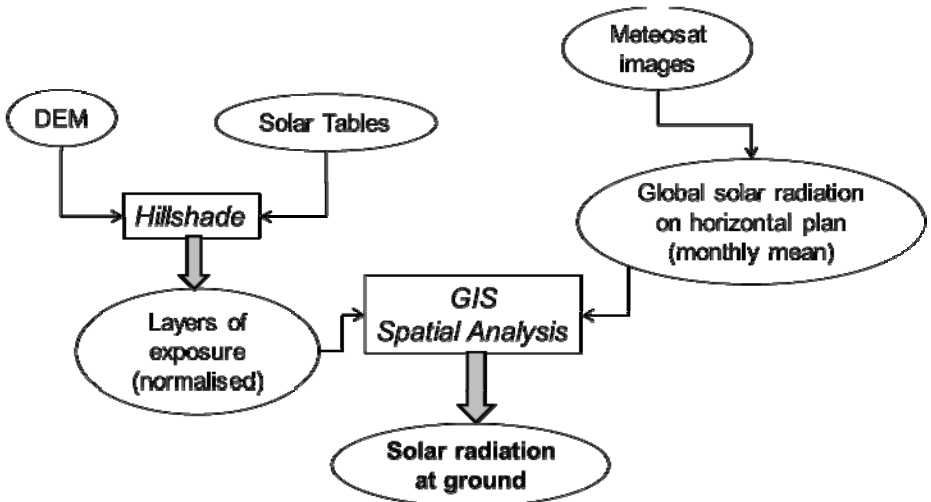 Meteosat
images
DEM
Solar Tables
Global solar radiation
on horizontal plan
(monthly mean)
Hillshade
GIS
Spatial Analysis
Layers of
exposure
(normalised)
Solar radiation
at ground